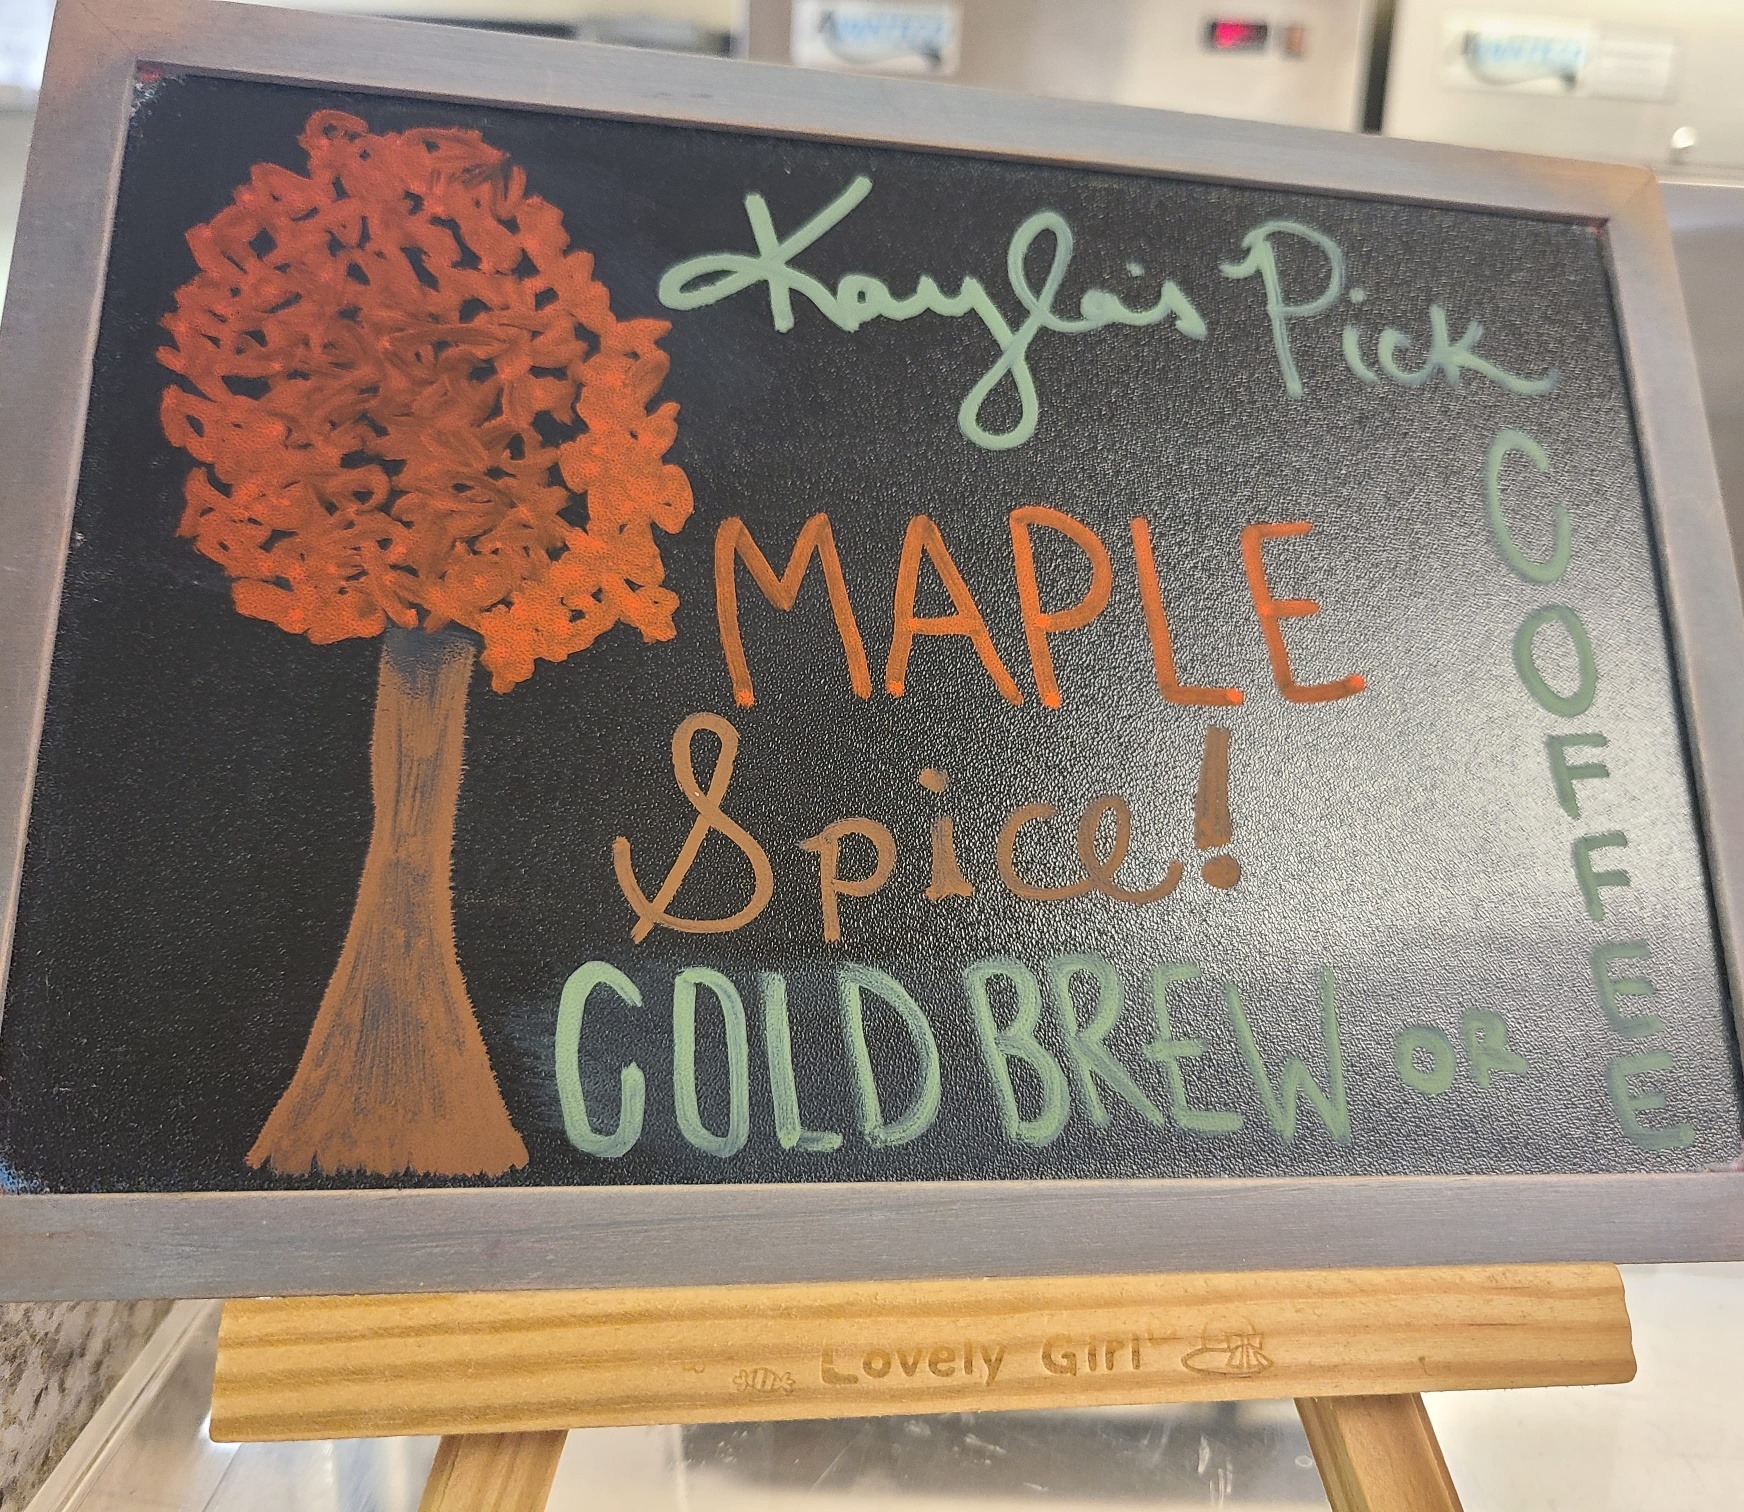 Kayla's Pick
MAPLE
Spice!
COLD BREW OR
COFFEE
Lovely Girl